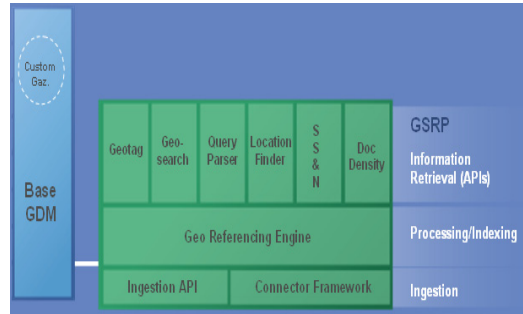 Custom
Gaz.
Base
GDM
Geotag
Geo-
search
Query
Parser
Location
Finder
S
S
&
N
Doc
Density
GSRP
Information
Retrieval (APIs)
Geo Referencing Engine
Processing/Indexing
Ingestion API
Connector Framework
Ingestion